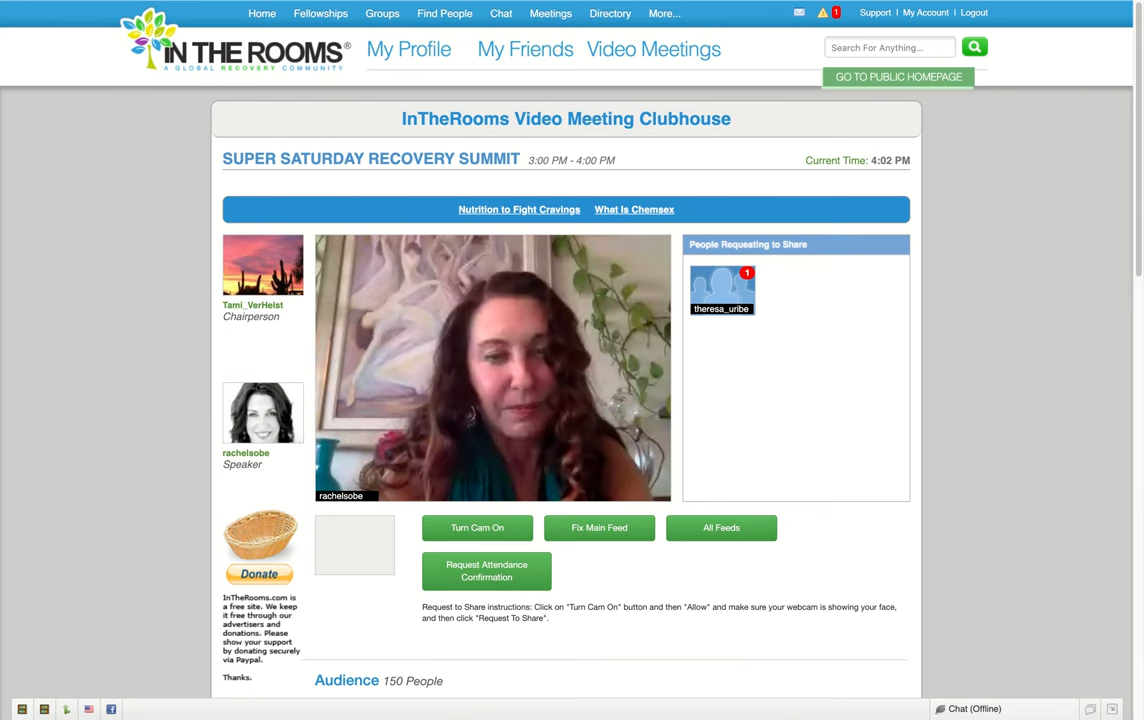 Home Fellowships Groups Find People Chat Meetings Directory More... 1 Support My Account Logout
IN THE ROOMS®
A GLOBAL RECOVERY COMMUNITY
My Profile My Friends Video Meetings
Search For Anything...
GO TO PUBLIC HOMEPAGE
InTheRooms Video Meeting Clubhouse
SUPER SATURDAY RECOVERY SUMMIT 3:00 PM - 4:00 PM Current Time: 4:02 PM
Nutrition to Fight Cravings What Is Chemsex
Tami_VerHelst
Chairperson
rachelsobe
Speaker
rachelsobe
People Requesting to Share
1
theresa_uribe
Donate
InTheRooms.com is
a free site. We keep
it free through our
advertisers and
donations. Please
show your support
by donating securely
via Paypal.
Thanks.
Turn Cam On Fix Main Feed All Feeds
Request Attendance
Confirmation
Request to Share instructions: Click on "Turn Cam On" button and then "Allow" and make sure your webcam is showing your face,
and then click "Request To Share".
Audience 150 People
Chat (Offline)